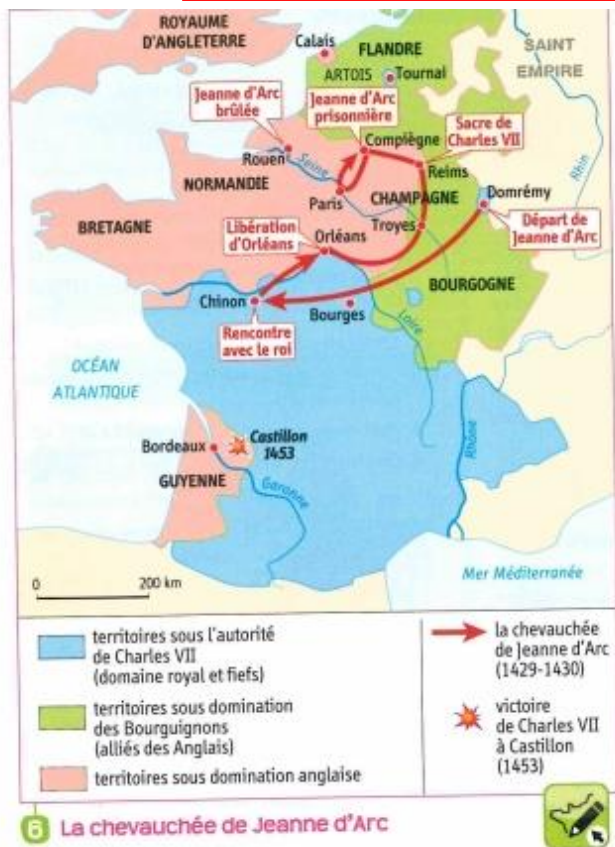 ROYAUME
D'ANGLETERRE
Calais
FLANDRE
SAINT
EMPIRE
ARTOIS
Tournai
Jeanne d'Arc
brûlée
Jeanne d'Arc
prisonnière
Compiègne
Sacre de
Charles VII
Rouen
Seine
Reims
Rhin
NORMANDIE
Paris
CHAMPAGNE
Domrémy
BRETAGNE
Libération
d'Orléans
Orléans
Troyes
Départ de
Jeanne d'Arc
BOURGOGNE
Chinon
Bourges
Loire
Rencontre
avec le roi
OCÉAN
ATLANTIQUE
Bordeaux
Castillon
1453
Rhône
GUYENNE
Garonne
0
200 km
Mer Méditerranée
territoires sous l'autorité
de Charles VII
(domaine royal et fiefs)
territoires sous domination
des Bourguignons
(alliés des Anglais)
territoires sous domination anglaise
la chevauchée
de Jeanne d'Arc
(1429-1430)
victoire
de Charles VII
à Castillon
(1453)
6 La chevauchée de Jeanne d'Arc